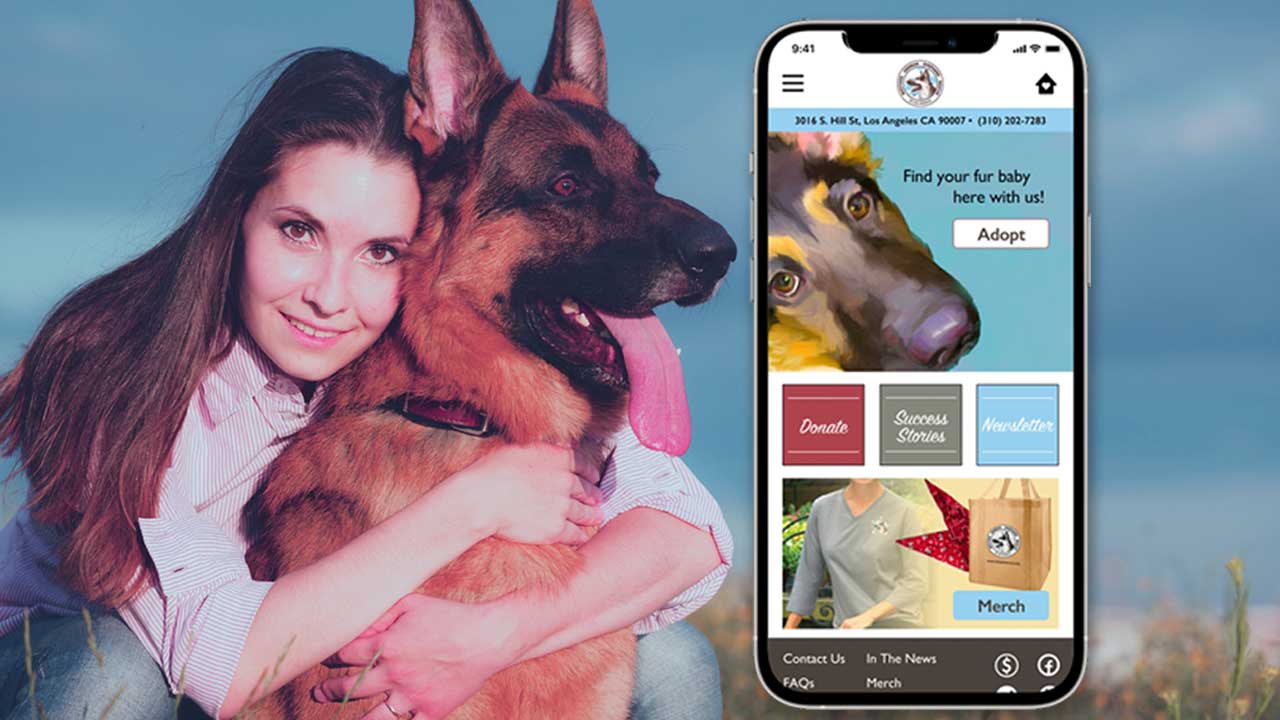 9:41
3016 S. Hill St, Los Angeles CA 90007 • (310) 202-7283
Find your fur baby
here with us!
Adopt
Donate
Success
Stories
Newsletter
Merch
Contact Us
In The News
$
f
FAQs
Merch